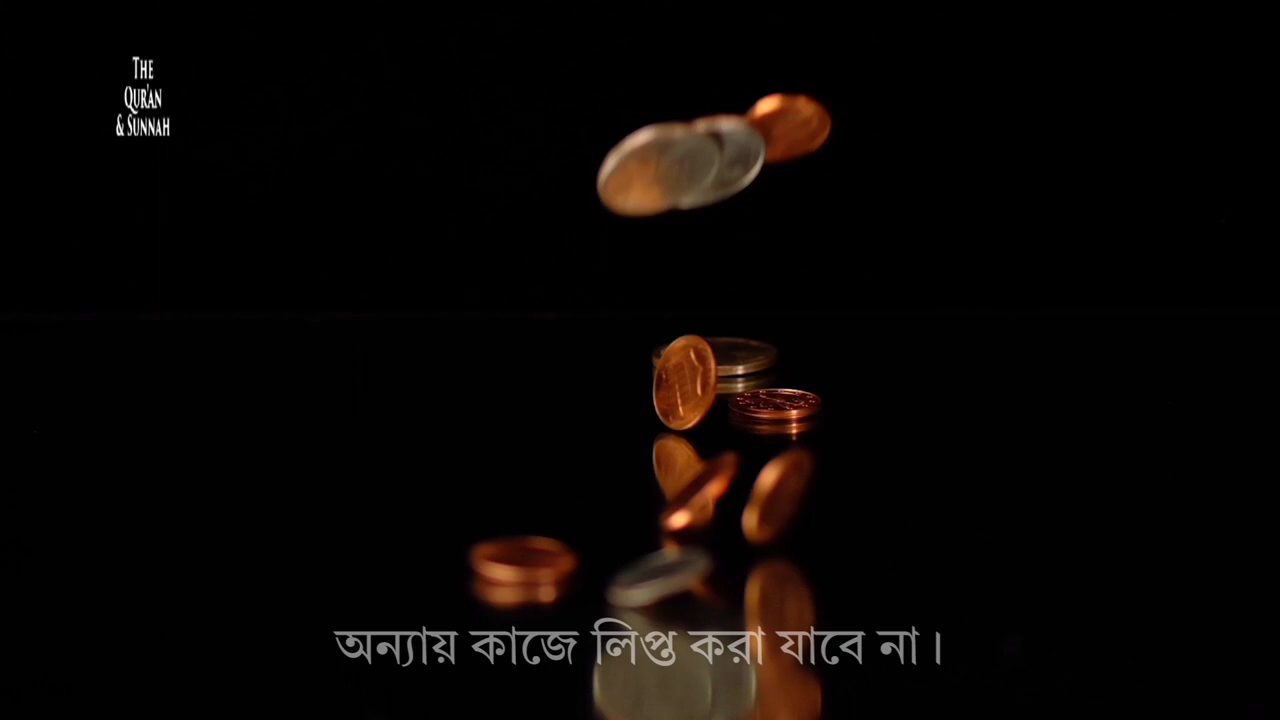 THE
QUR'AN
& SUNNAH
অন্যায় কাজে লিপ্ত করা যাবে না।